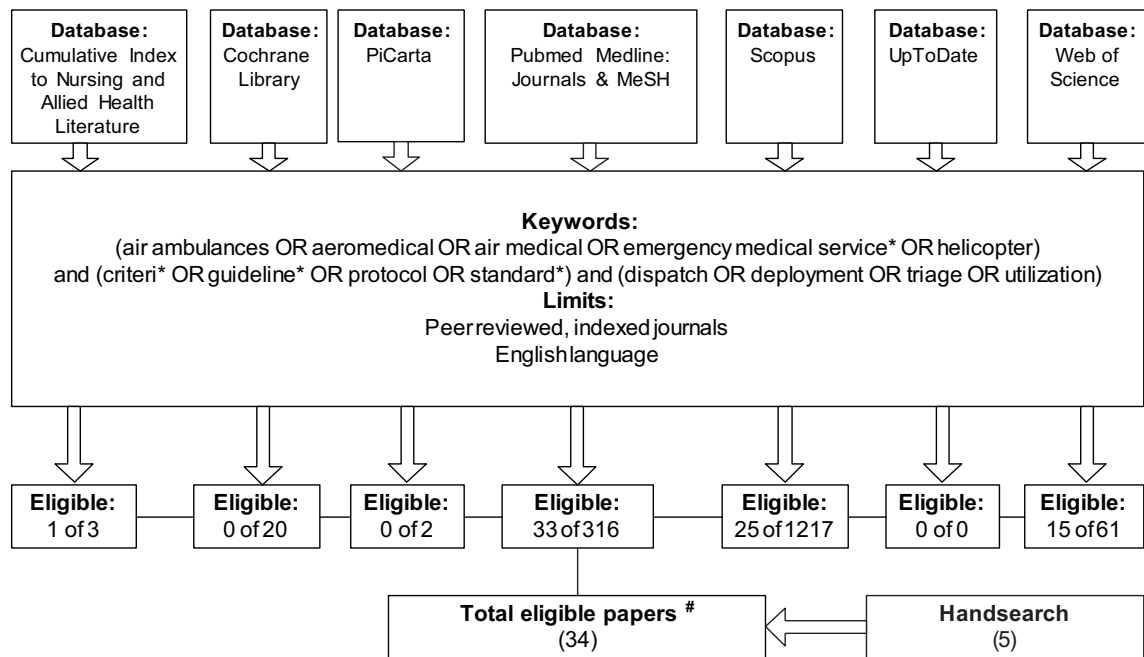 Database:
Cumulative Index
to Nursing and
Allied Health
Literature
Database:
Cochrane
Library
Database:
PiCarta
Database:
Pubmed Medline:
Journals & MeSH
Database:
Scopus
Database:
UpToDate
Database:
Web of
Science
Keywords:
(air ambulances OR aeromedical OR air medical OR emergency medical service* OR helicopter)
and (criteri* OR guideline* OR protocol OR standard*) and (dispatch OR deployment OR triage OR utilization)
Limits:
Peer reviewed, indexed journals
English language
Eligible:
1 of 3
Eligible:
0 of 20
Eligible:
0 of 2
Eligible:
33 of 316
Eligible:
25 of 1217
Eligible:
0 of 0
Eligible:
15 of 61
Total eligible papers #
(34)
Handsearch
(5)